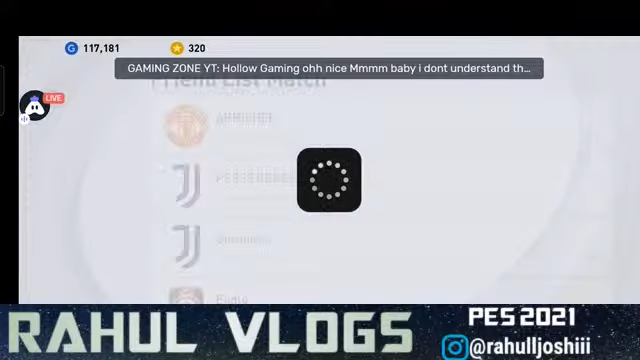 117,181 320
GAMING ZONE YT: Hollow Gaming ohh nice Mmmm baby i dont understand th...
Friend List Match
LIVE
RAHUL VLOGS
PES 2021
@rahulljoshiii